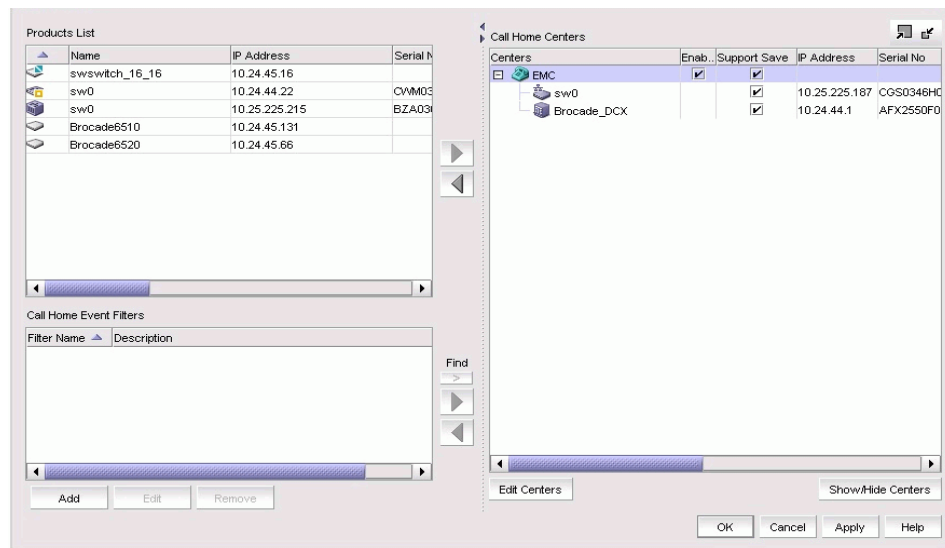 Products List
Name IP Address Serial N
swswitch_16_16 10.24.45.16
sw0 10.24.44.22 CWM03
sw0 10.25.225.215 BZA03
Brocade6510 10.24.45.131
Brocade6520 10.24.45.66
Call Home Event Filters
Filter Name Description
Add Edit Remove
Find
>
Call Home Centers
Centers Enab.. Support Save IP Address Serial No
EMC
sw0 10.25.225.187 CGS0346HC
Brocade_DCX 10.24.44.1 AFX2550F0
Edit Centers Show/Hide Centers
OK Cancel Apply Help